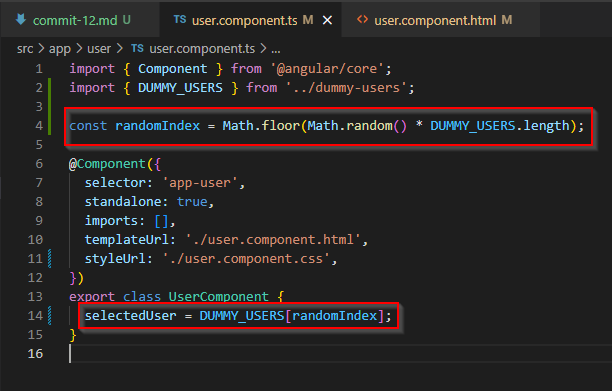 commit-12.md U
TS user.component.ts M ×
user.component.html M
src > app > user > TS user.component.ts > ...
1 import { Component } from '@angular/core';
2 import { DUMMY_USERS } from '../dummy-users';
3
4 const randomIndex = Math.floor(Math.random() * DUMMY_USERS.length);
5
6 @Component({
7 selector: 'app-user',
8 standalone: true,
9 imports: [],
10 templateUrl: './user.component.html',
11 styleUrl: './user.component.css',
12 })
13 export class UserComponent {
14 selectedUser = DUMMY_USERS[randomIndex];
15 }
16